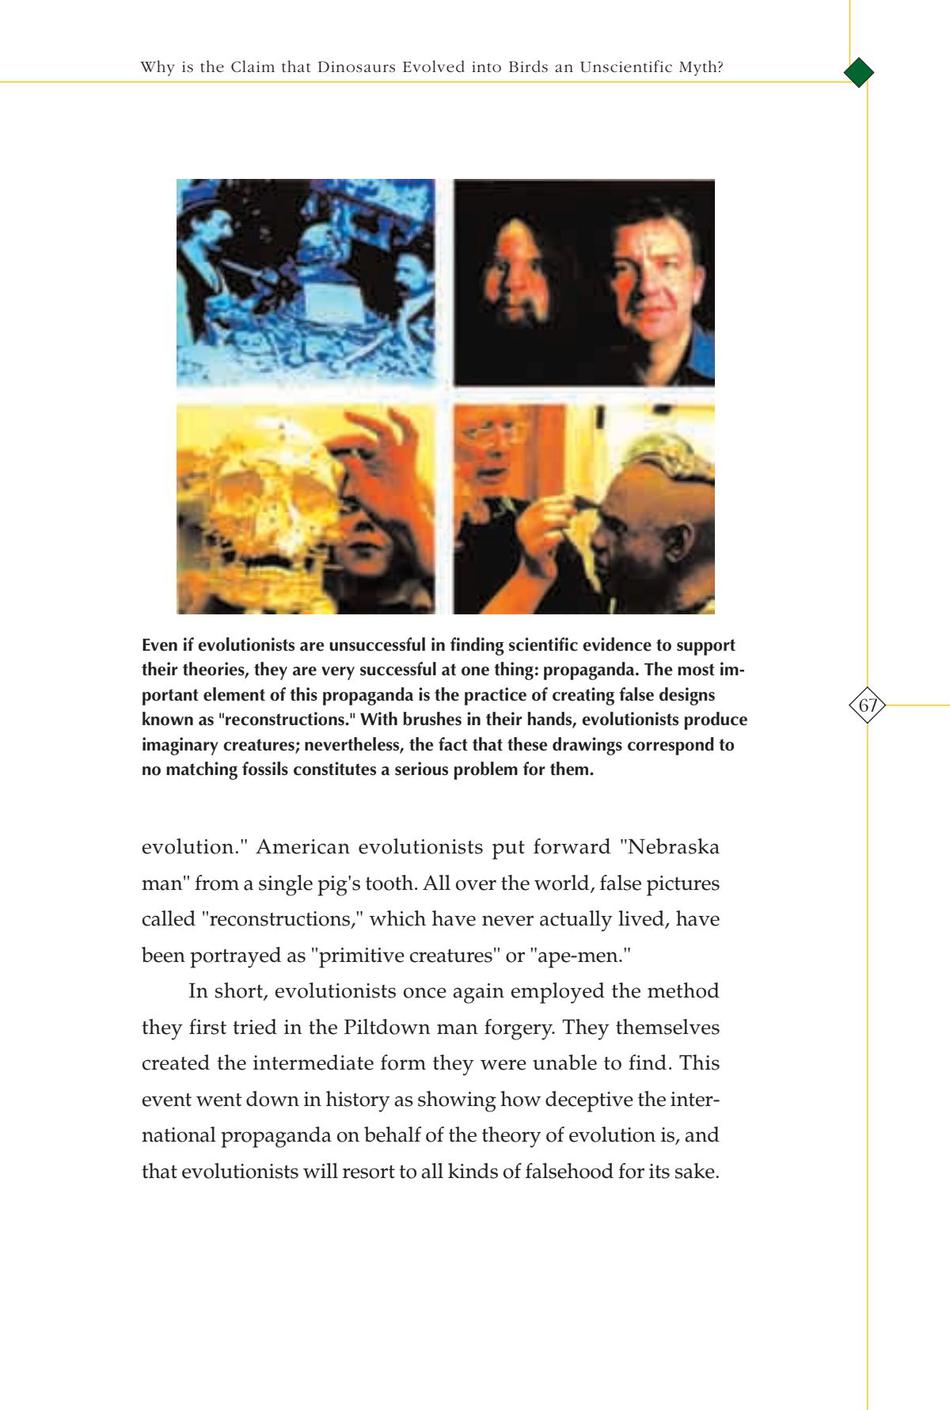 Why is the Claim that Dinosaurs Evolved into Birds an Unscientific Myth?
Even if evolutionists are unsuccessful in finding scientific evidence to support
their theories, they are very successful at one thing: propaganda. The most im-
portant element of this propaganda is the practice of creating false designs
known as "reconstructions." With brushes in their hands, evolutionists produce
imaginary creatures; nevertheless, the fact that these drawings correspond to
no matching fossils constitutes a serious problem for them.
67
evolution." American evolutionists put forward "Nebraska
man" from a single pig's tooth. All over the world, false pictures
called "reconstructions," which have never actually lived, have
been portrayed as "primitive creatures" or "ape-men."
In short, evolutionists once again employed the method
they first tried in the Piltdown man forgery. They themselves
created the intermediate form they were unable to find. This
event went down in history as showing how deceptive the inter-
national propaganda on behalf of the theory of evolution is, and
that evolutionists will resort to all kinds of falsehood for its sake.